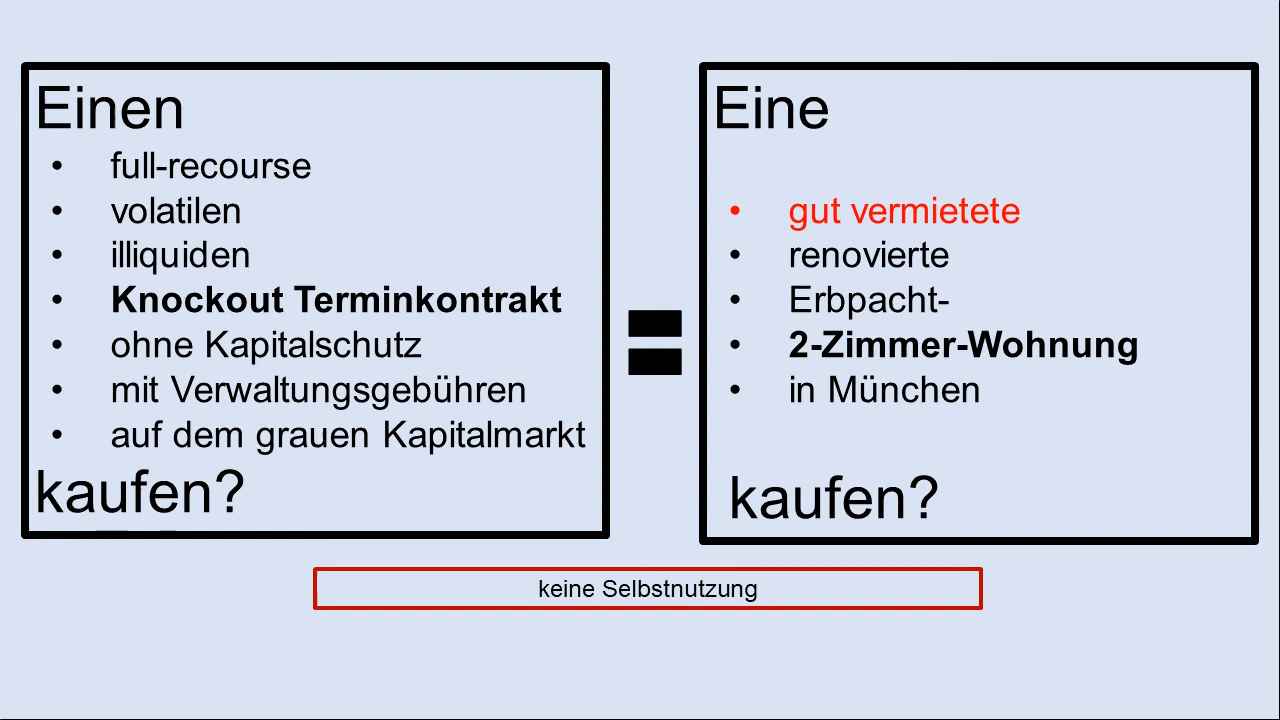 Einen
• full-recourse
• volatilen
• illiquiden
• Knockout Terminkontrakt
• ohne Kapitalschutz
• mit Verwaltungsgebühren
• auf dem grauen Kapitalmarkt
kaufen?
=
Eine
• gut vermietete
• renovierte
• Erbpacht-
• 2-Zimmer-Wohnung
• in München
kaufen?
keine Selbstnutzung